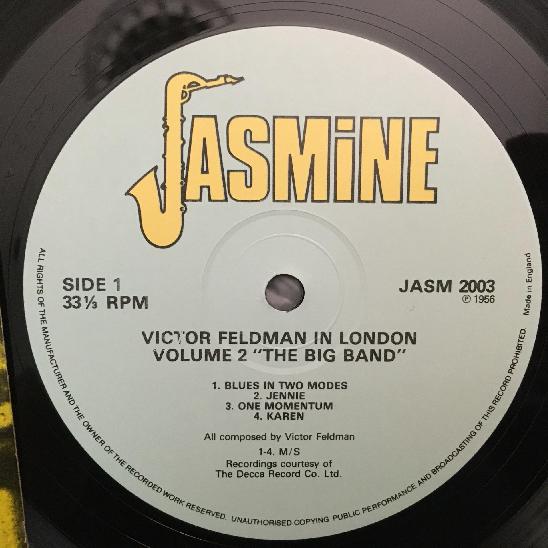 JASMiNE
SIDE 1
33⅓ RPM
JASM 2003
℗ 1956
VICTOR FELDMAN IN LONDON
VOLUME 2 "THE BIG BAND"
1. BLUES IN TWO MODES
2. JENNIE
3. ONE MOMENTUM
4. KAREN
All composed by Victor Feldman
1-4. M/S
Recordings courtesy of
The Decca Record Co. Ltd.
ALL RIGHTS OF THE MANUFACTURER AND THE OWNER OF THE RECORDED WORK RESERVED. UNAUTHORISED COPYING PUBLIC PERFORMANCE AND BROADCASTING OF THIS RECORD PROHIBITED. Made in England